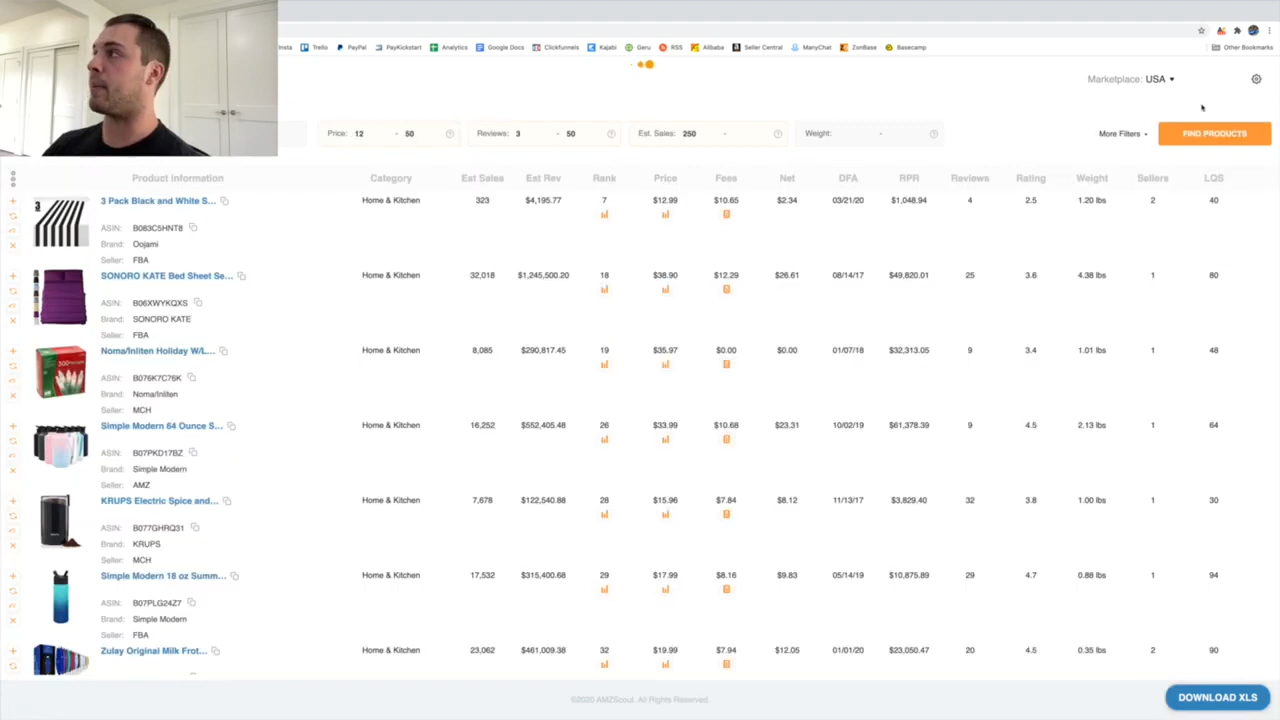 Insta Trello PayPal PayKickstart Analytics Google Docs Clickfunnels Kajabi Geru RSS Alibaba Seller Central ManyChat ZonBase Basecamp Other Bookmarks
Marketplace: USA
Price: 12 - 50 Reviews: 3 - 50 Est. Sales: 250 - Weight: - More Filters FIND PRODUCTS
Product Information Category Est Sales Est Rev Rank Price Fees Net DFA RPR Reviews Rating Weight Sellers LQS
3 Pack Black and White S... Home & Kitchen 323 $4,195.77 7 $12.99 $10.65 $2.34 03/21/20 $1,048.94 4 2.5 1.20 lbs 2 40
ASIN: B083C5HNT8
Brand: Oojami
Seller: FBA
SONORO KATE Bed Sheet Se... Home & Kitchen 32,018 $1,245,500.20 18 $38.90 $12.29 $26.61 08/14/17 $49,820.01 25 3.6 4.38 lbs 1 80
ASIN: B06XWYKQXS
Brand: SONORO KATE
Seller: FBA
Noma/Inliten Holiday W/L... Home & Kitchen 8,085 $290,817.45 19 $35.97 $0.00 $0.00 01/07/18 $32,313.05 9 3.4 1.01 lbs 1 48
ASIN: B076K7C76K
Brand: Noma/Inliten
Seller: MCH
Simple Modern 64 Ounce S... Home & Kitchen 16,252 $552,405.48 26 $33.99 $10.68 $23.31 10/02/19 $61,378.39 9 4.5 2.13 lbs 1 64
ASIN: B07PKD17BZ
Brand: Simple Modern
Seller: AMZ
KRUPS Electric Spice and... Home & Kitchen 7,678 $122,540.88 28 $15.96 $7.84 $8.12 11/13/17 $3,829.40 32 3.8 1.00 lbs 1 30
ASIN: B077GHRQ31
Brand: KRUPS
Seller: MCH
Simple Modern 18 oz Summ... Home & Kitchen 17,532 $315,400.68 29 $17.99 $8.16 $9.83 05/14/19 $10,875.89 29 4.7 0.88 lbs 1 94
ASIN: B07PLG24Z7
Brand: Simple Modern
Seller: FBA
Zulay Original Milk Frot... Home & Kitchen 23,062 $461,009.38 32 $19.99 $7.94 $12.05 01/01/20 $23,050.47 20 4.5 0.35 lbs 2 90
©2020 AMZScout. All Rights Reserved.
DOWNLOAD XLS